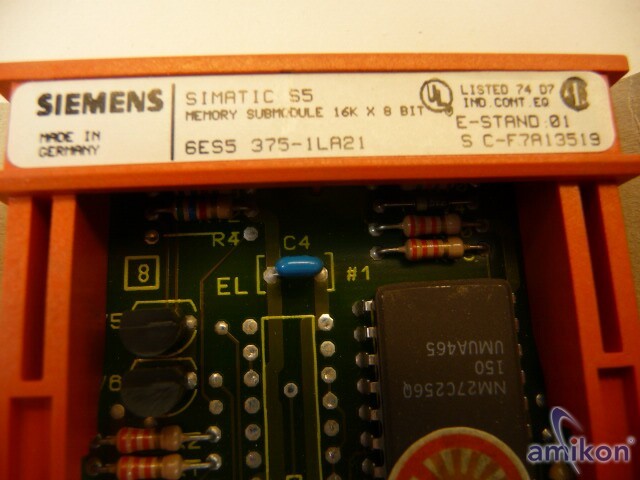 SIEMENS
MADE IN
GERMANY
SIMATIC S5
MEMORY SUBMODULE 16K X 8 BIT
6ES5 375-1LA21
UL
LISTED 74 D7
IND.CONT.EQ
E-STAND 01
S C-F7A13519
R4
C4
8
EL
#1
NM27C256Q
150
UMUA465
amikon